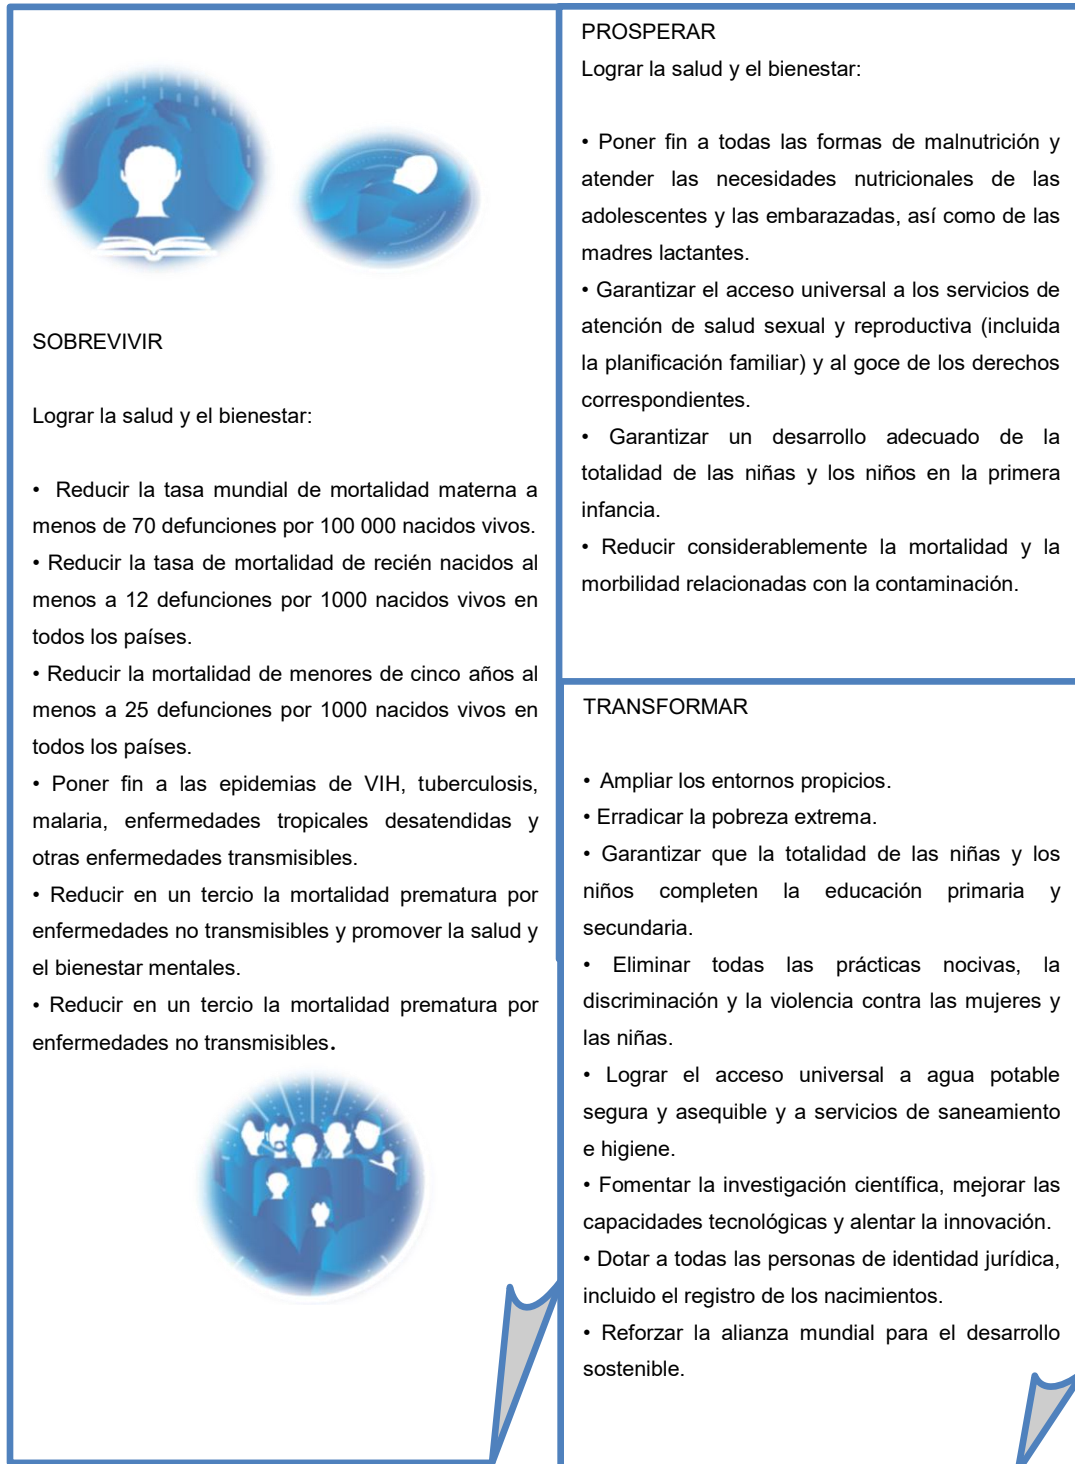 SOBREVIVIR
Lograr la salud y el bienestar:
• Reducir la tasa mundial de mortalidad materna a
menos de 70 defunciones por 100 000 nacidos vivos.
• Reducir la tasa de mortalidad de recién nacidos al
menos a 12 defunciones por 1000 nacidos vivos en
todos los países.
• Reducir la mortalidad de menores de cinco años al
menos a 25 defunciones por 1000 nacidos vivos en
todos los países.
• Poner fin a las epidemias de VIH, tuberculosis,
malaria, enfermedades tropicales desatendidas y
otras enfermedades transmisibles.
• Reducir en un tercio la mortalidad prematura por
enfermedades no transmisibles y promover la salud y
el bienestar mentales.
• Reducir en un tercio la mortalidad prematura por
enfermedades no transmisibles.
PROSPERAR
Lograr la salud y el bienestar:
• Poner fin a todas las formas de malnutrición y
atender las necesidades nutricionales de las
adolescentes y las embarazadas, así como de las
madres lactantes.
• Garantizar el acceso universal a los servicios de
atención de salud sexual y reproductiva (incluida
la planificación familiar) y al goce de los derechos
correspondientes.
• Garantizar un desarrollo adecuado de la
totalidad de las niñas y los niños en la primera
infancia.
• Reducir considerablemente la mortalidad y la
morbilidad relacionadas con la contaminación.
TRANSFORMAR
• Ampliar los entornos propicios.
• Erradicar la pobreza extrema.
• Garantizar que la totalidad de las niñas y los
niños completen la educación primaria y
secundaria.
• Eliminar todas las prácticas nocivas, la
discriminación y la violencia contra las mujeres y
las niñas.
• Lograr el acceso universal a agua potable
segura y asequible y a servicios de saneamiento
e higiene.
• Fomentar la investigación científica, mejorar las
capacidades tecnológicas y alentar la innovación.
• Dotar a todas las personas de identidad jurídica,
incluido el registro de los nacimientos.
• Reforzar la alianza mundial para el desarrollo
sostenible.